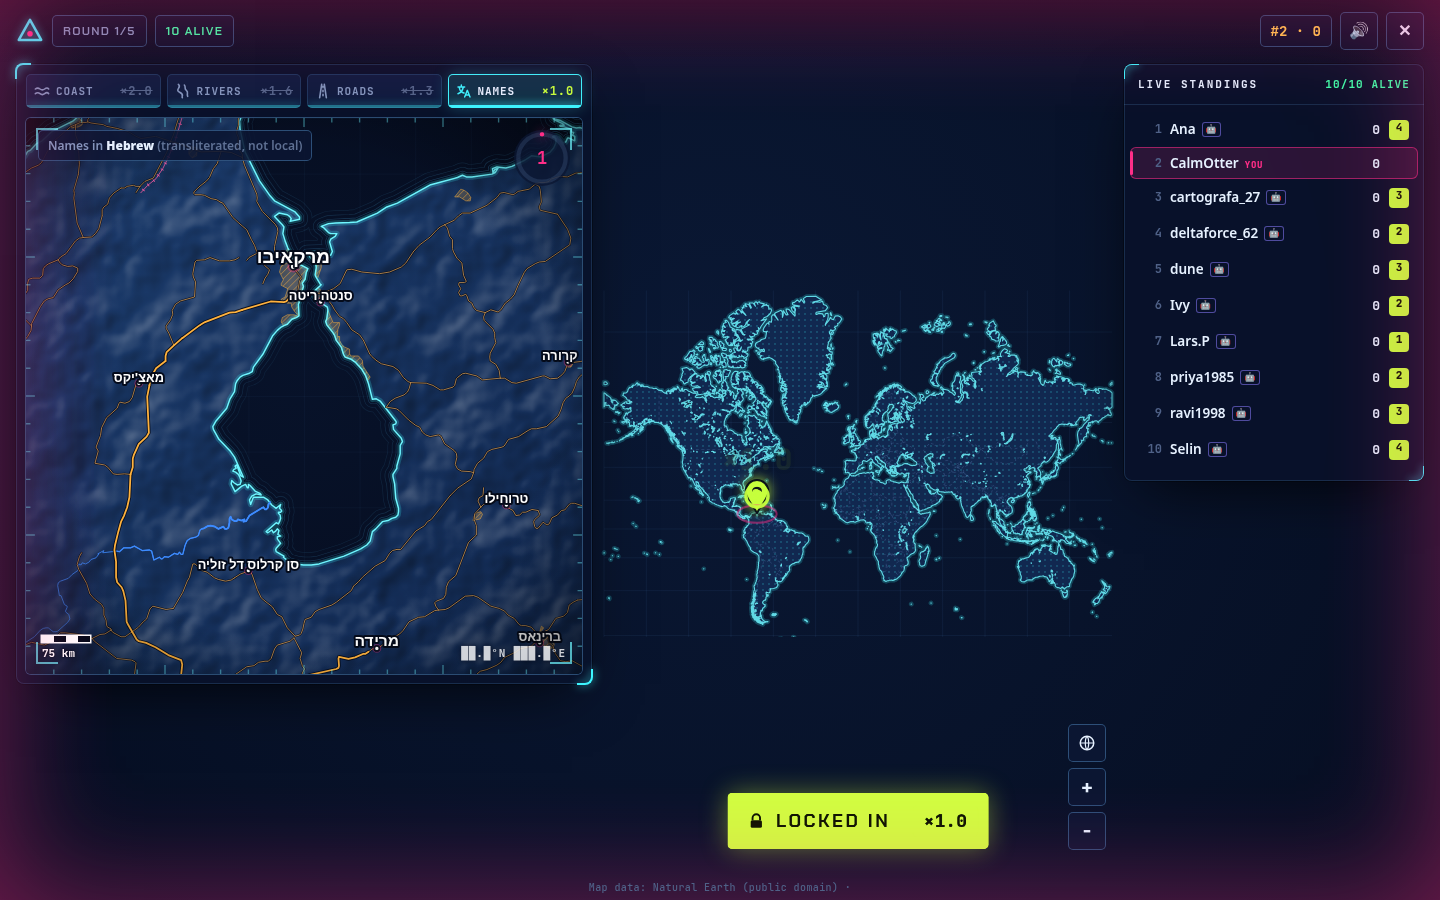 ROUND 1/5
10 ALIVE
#2 · 0
COAST ×2.0
RIVERS ×1.6
ROADS ×1.3
NAMES ×1.0
Names in Hebrew (transliterated, not local)
1
מרקאיבו
סנטה ריטה
קרורה
מאצ'יקס
טרוחילו
סן קרלוס דל זוליה
מרידה
ברינאס
75 km
°N °E
LIVE STANDINGS 10/10 ALIVE
1 Ana 0 4
2 CalmOtter YOU 0
3 cartografa_27 0 3
4 deltaforce_62 0 2
5 dune 0 3
6 Ivy 0 2
7 Lars.P 0 1
8 priya1985 0 2
9 ravi1998 0 3
10 Selin 0 4
LOCKED IN ×1.0
Map data: Natural Earth (public domain) ·